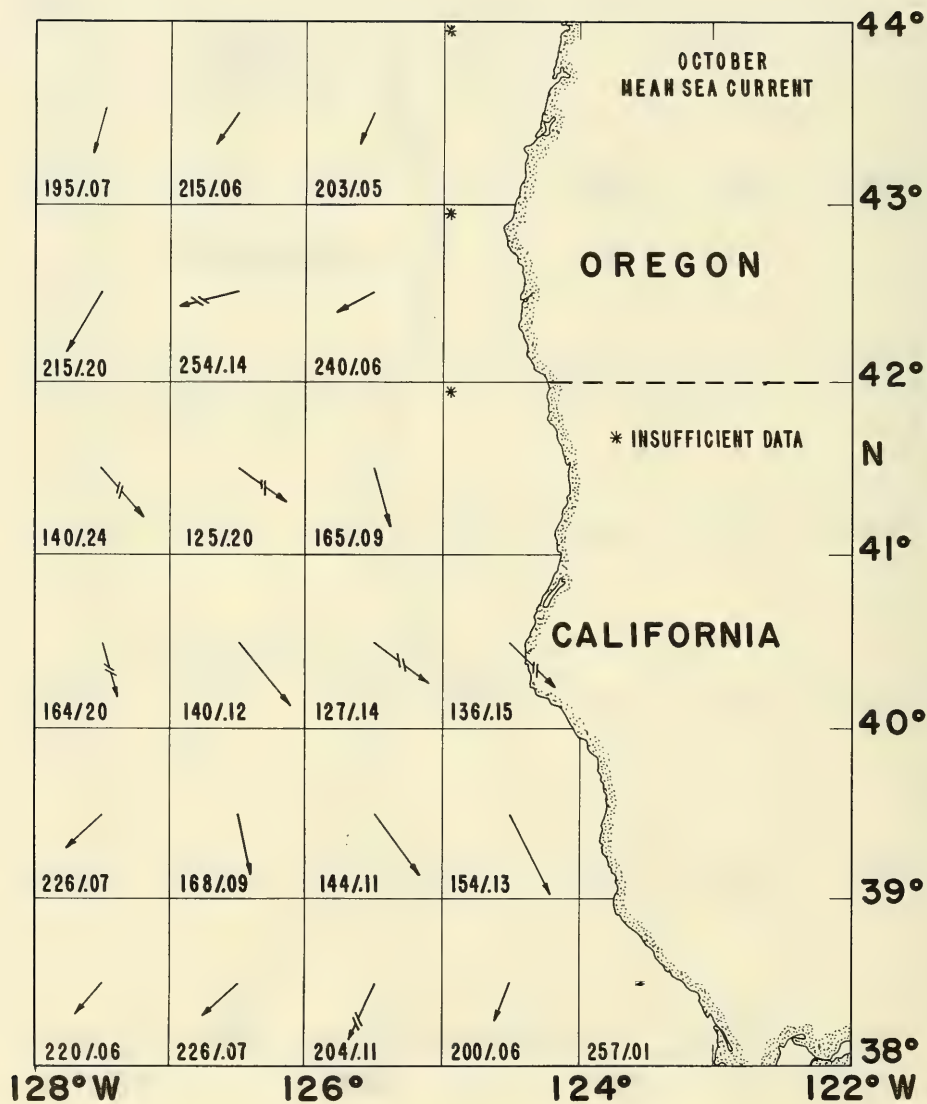 44°
*
OCTOBER
MEAN SEA CURRENT
195/.07 215/.06 203/.05
43°
*
OREGON
215/.20 254/.14 240/.06
42°
*
* INSUFFICIENT DATA
N
140/.24 125/.20 165/.09
41°
CALIFORNIA
164/20 140/.12 127/.14 136/.15
40°
226/.07 168/.09 144/.11 154/.13
39°
220/.06 226/.07 204/.11 200/.06 257/.01
38°
128° W 126° 124° 122° W